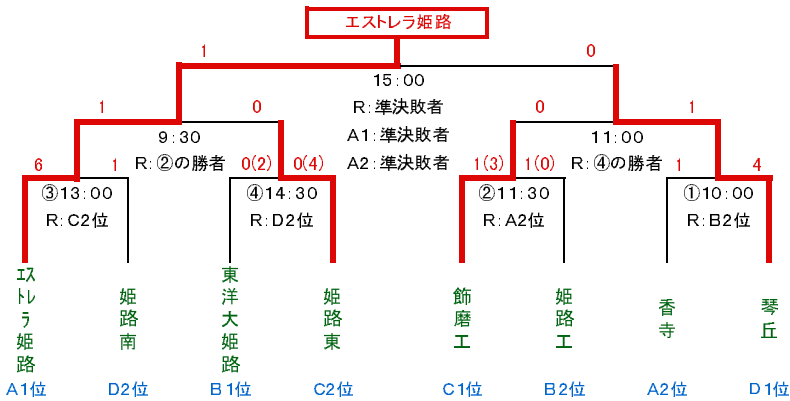 エストレラ姫路
1 0
15:00
R:準決敗者
A1:準決敗者
A2:準決敗者
1 0 0 1
9:30 11:00
R:②の勝者 R:④の勝者
6 1 0(2) 0(4) 1(3) 1(0) 1 4
③13:00 ④14:30 ②11:30 ①10:00
R:C2位 R:D2位 R:A2位 R:B2位
エストレラ姫路
姫路南
東洋大姫路
姫路東
飾磨工
姫路工
香寺
琴丘
A1位 D2位 B1位 C2位 C1位 B2位 A2位 D1位